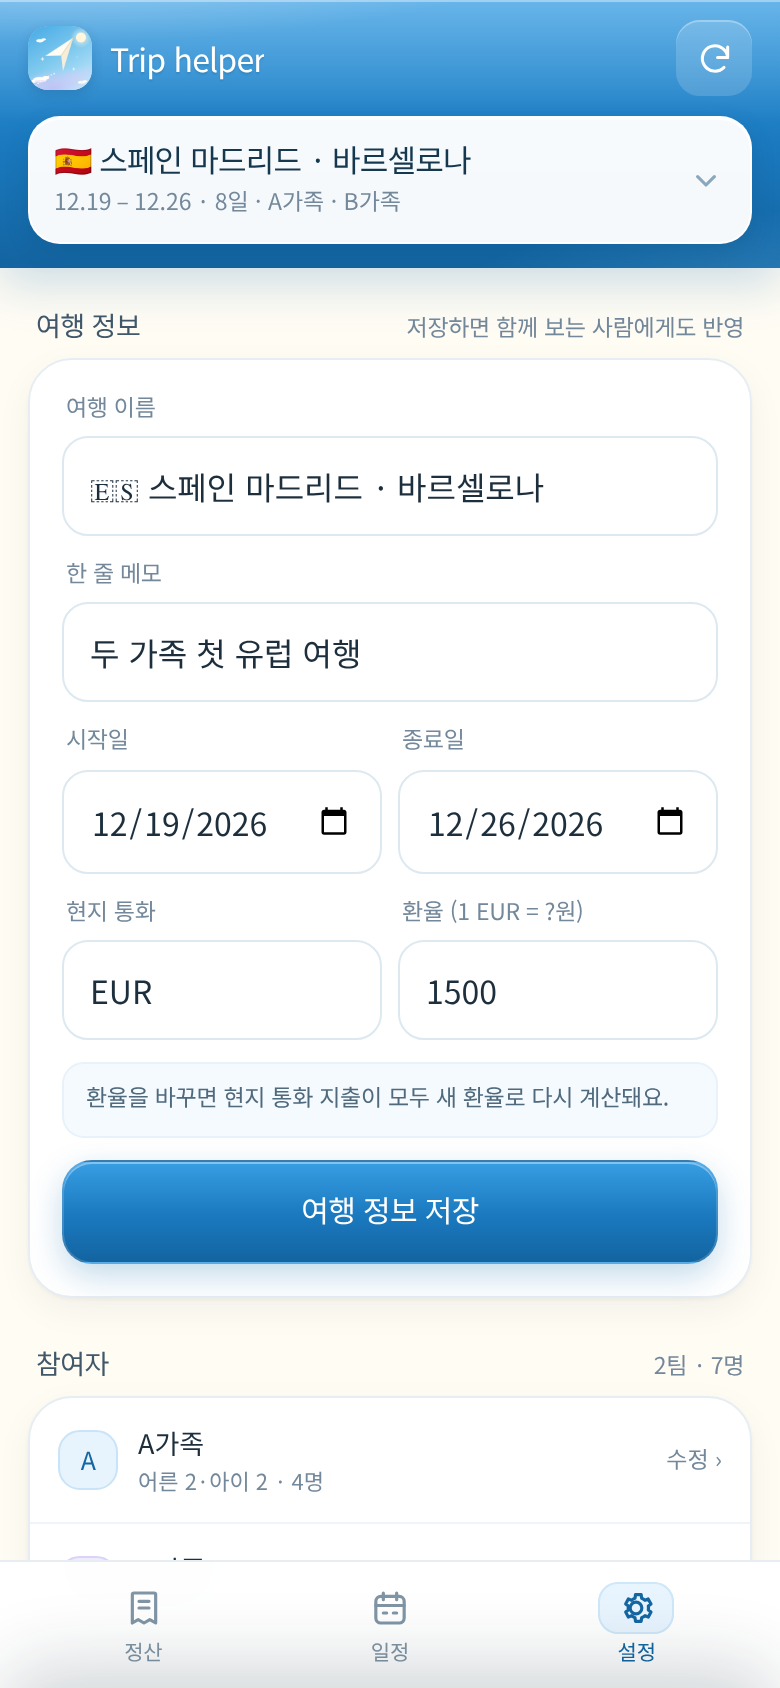 Trip helper
🇪🇸 스페인 마드리드 · 바르셀로나
12.19 – 12.26 · 8일 · A가족 · B가족
여행 정보
저장하면 함께 보는 사람에게도 반영
여행 이름
🇪🇸 스페인 마드리드 · 바르셀로나
한 줄 메모
두 가족 첫 유럽 여행
시작일
종료일
12/19/2026
12/26/2026
현지 통화
환율 (1 EUR = ?원)
EUR
1500
환율을 바꾸면 현지 통화 지출이 모두 새 환율로 다시 계산돼요.
여행 정보 저장
참여자
2팀 · 7명
A
A가족
어른 2·아이 2 · 4명
수정 ›
정산
일정
설정